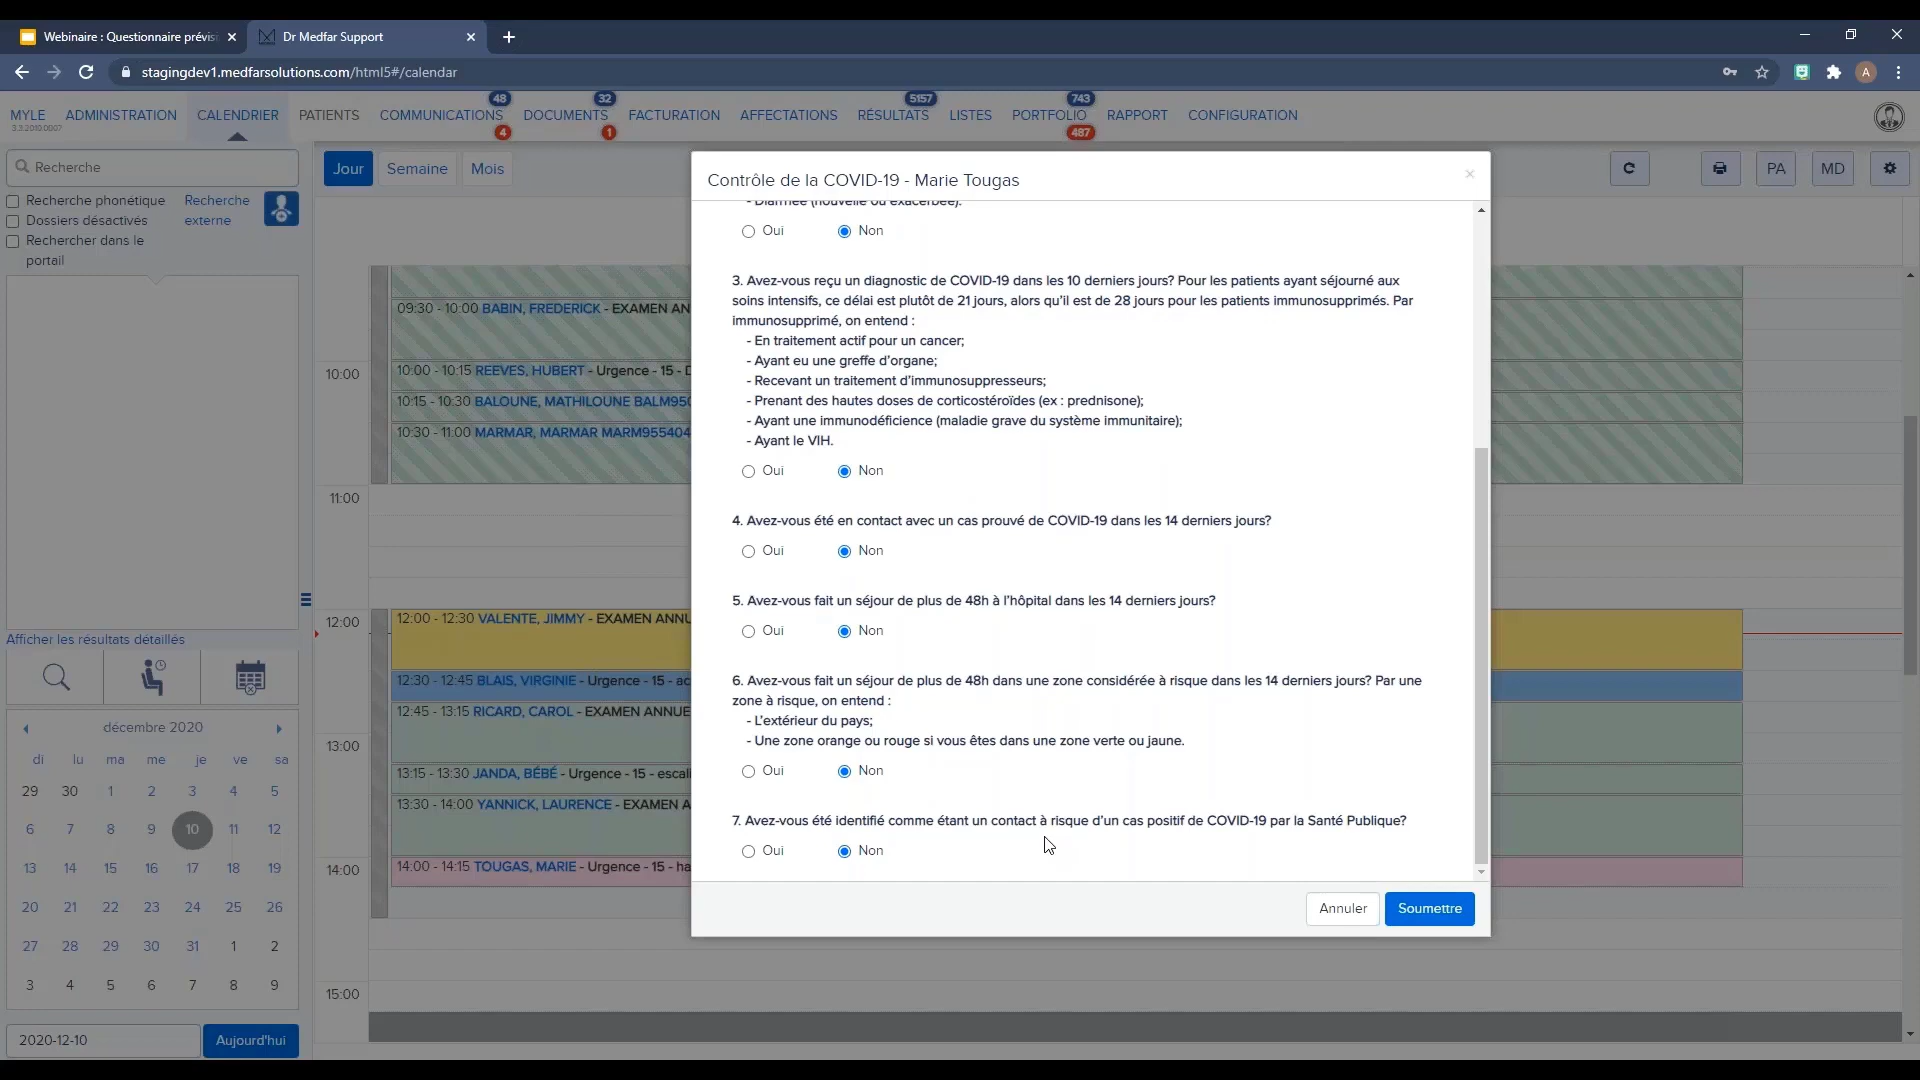 Webinaire : Questionnaire prévis
Dr Medfar Support
stagingdev1.medfarsolutions.com/html5#/calendar
A
MYLE
3.3.2010.0007
ADMINISTRATION
CALENDRIER
PATIENTS
COMMUNICATIONS
48
4
DOCUMENTS
32
1
FACTURATION
AFFECTATIONS
RÉSULTATS
5157
LISTES
PORTFOLIO
743
487
RAPPORT
CONFIGURATION
Recherche
Recherche phonétique
Dossiers désactivés
Rechercher dans le
portail
Recherche
externe
Afficher les résultats détaillés
décembre 2020
di lu ma me je ve sa
29 30 1 2 3 4 5
6 7 8 9 10 11 12
13 14 15 16 17 18 19
20 21 22 23 24 25 26
27 28 29 30 31 1 2
3 4 5 6 7 8 9
2020-12-10
Aujourd'hui
Jour
Semaine
Mois
PA
MD
09:30 - 10:00 BABIN, FREDERICK - EXAMEN AN
10:00
10:00 - 10:15 REEVES, HUBERT - Urgence - 15 - D
10:15 - 10:30 BALOUNE, MATHILOUNE BALM950
10:30 - 11:00 MARMAR, MARMAR MARM955404
11:00
12:00
12:00 - 12:30 VALENTE, JIMMY - EXAMEN ANNU
12:30 - 12:45 BLAIS, VIRGINIE - Urgence - 15 - ac
12:45 - 13:15 RICARD, CAROL - EXAMEN ANNUE
13:00
13:15 - 13:30 JANDA, BÉBÉ - Urgence - 15 - escali
13:30 - 14:00 YANNICK, LAURENCE - EXAMEN A
14:00
14:00 - 14:15 TOUGAS, MARIE - Urgence - 15 - ha
15:00
Contrôle de la COVID-19 - Marie Tougas
×
- Diarrhée (nouvelle ou exacerbée).
Oui Non
3. Avez-vous reçu un diagnostic de COVID-19 dans les 10 derniers jours? Pour les patients ayant séjourné aux
soins intensifs, ce délai est plutôt de 21 jours, alors qu'il est de 28 jours pour les patients immunosupprimés. Par
immunosupprimé, on entend :
- En traitement actif pour un cancer;
- Ayant eu une greffe d'organe;
- Recevant un traitement d'immunosuppresseurs;
- Prenant des hautes doses de corticostéroïdes (ex : prednisone);
- Ayant une immunodéficience (maladie grave du système immunitaire);
- Ayant le VIH.
Oui Non
4. Avez-vous été en contact avec un cas prouvé de COVID-19 dans les 14 derniers jours?
Oui Non
5. Avez-vous fait un séjour de plus de 48h à l'hôpital dans les 14 derniers jours?
Oui Non
6. Avez-vous fait un séjour de plus de 48h dans une zone considérée à risque dans les 14 derniers jours? Par une
zone à risque, on entend :
- L'extérieur du pays;
- Une zone orange ou rouge si vous êtes dans une zone verte ou jaune.
Oui Non
7. Avez-vous été identifié comme étant un contact à risque d'un cas positif de COVID-19 par la Santé Publique?
Oui Non
Annuler
Soumettre